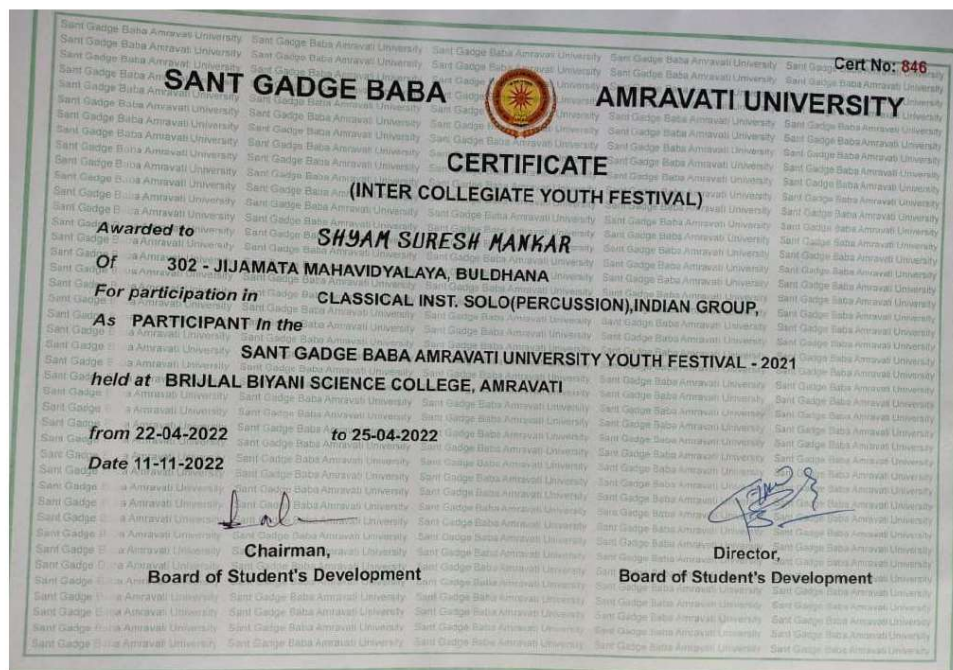 Cert No: 846
SANT GADGE BABA AMRAVATI UNIVERSITY
CERTIFICATE
(INTER COLLEGIATE YOUTH FESTIVAL)
Awarded to SHYAM SURESH MANKAR
Of 302 - JIJAMATA MAHAVIDYALAYA, BULDHANA
For participation in CLASSICAL INST. SOLO(PERCUSSION),INDIAN GROUP,
As PARTICIPANT In the
SANT GADGE BABA AMRAVATI UNIVERSITY YOUTH FESTIVAL - 2021
held at BRIJLAL BIYANI SCIENCE COLLEGE, AMRAVATI
from 22-04-2022 to 25-04-2022
Date 11-11-2022
Chairman, Director,
Board of Student's Development Board of Student's Development